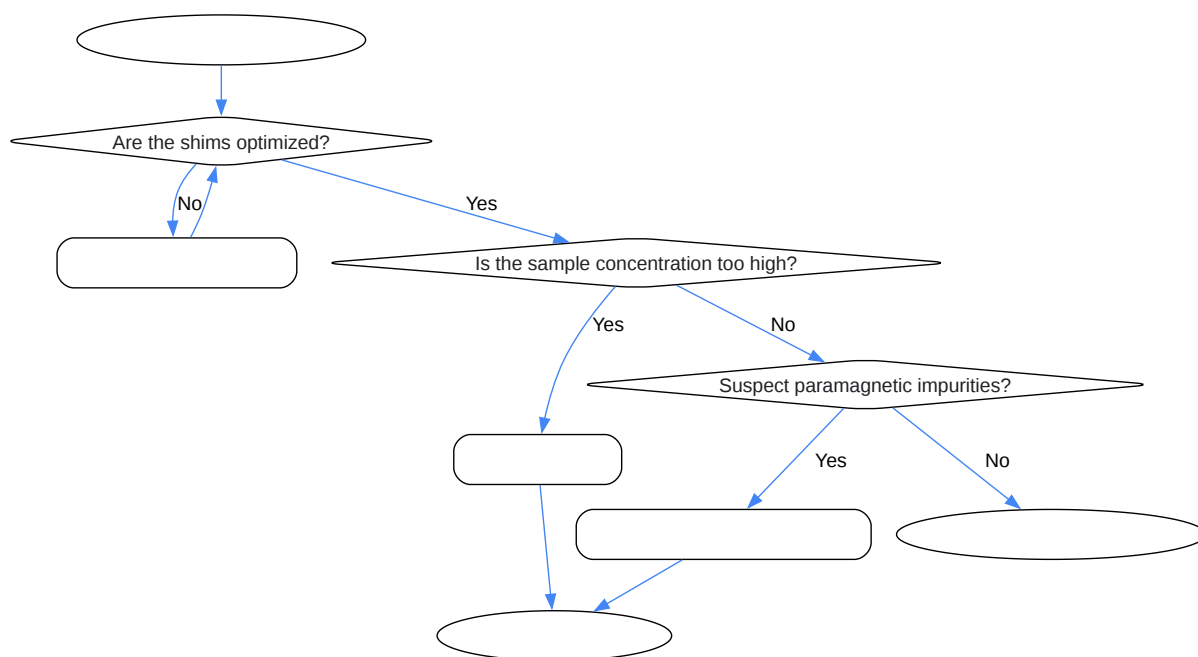 Are the shims optimized?
No
Yes
Is the sample concentration too high?
Yes
No
Suspect paramagnetic impurities?
Yes
No